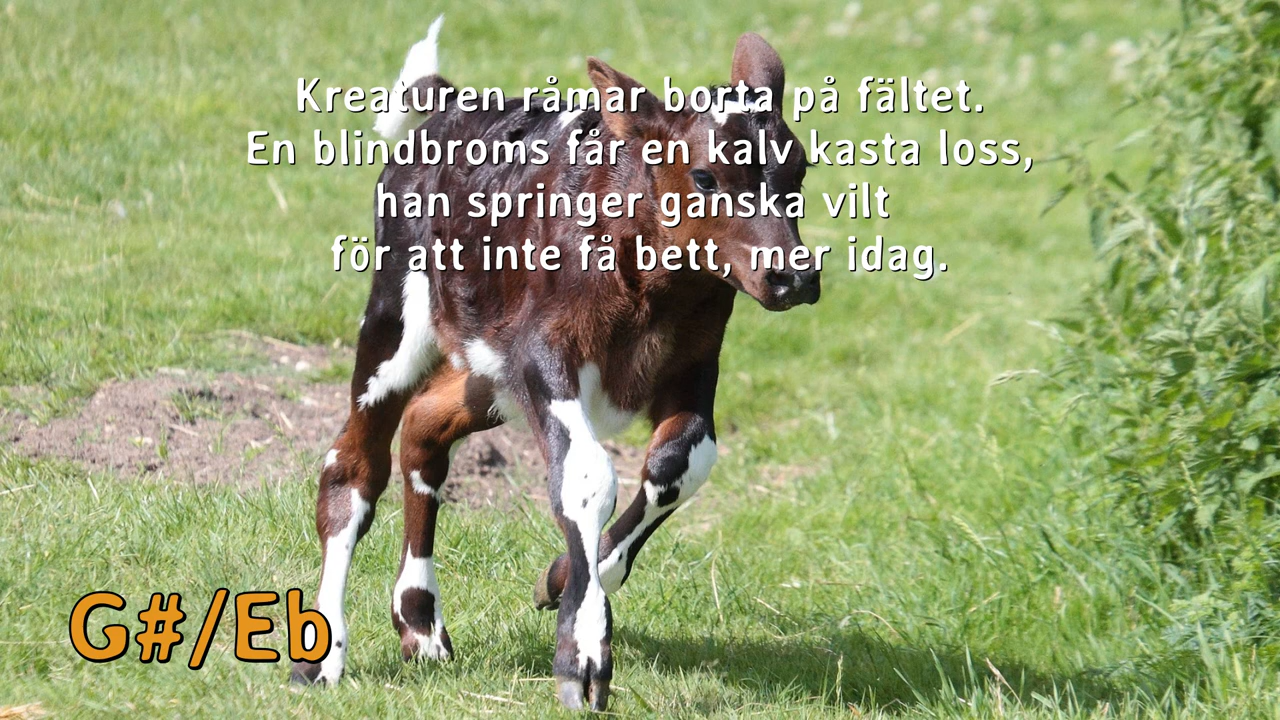 Kreaturen råmar borta på fältet.
En blindbroms får en kalv kasta loss,
han springer ganska vilt
för att inte få bett, mer idag.
G#/Eb